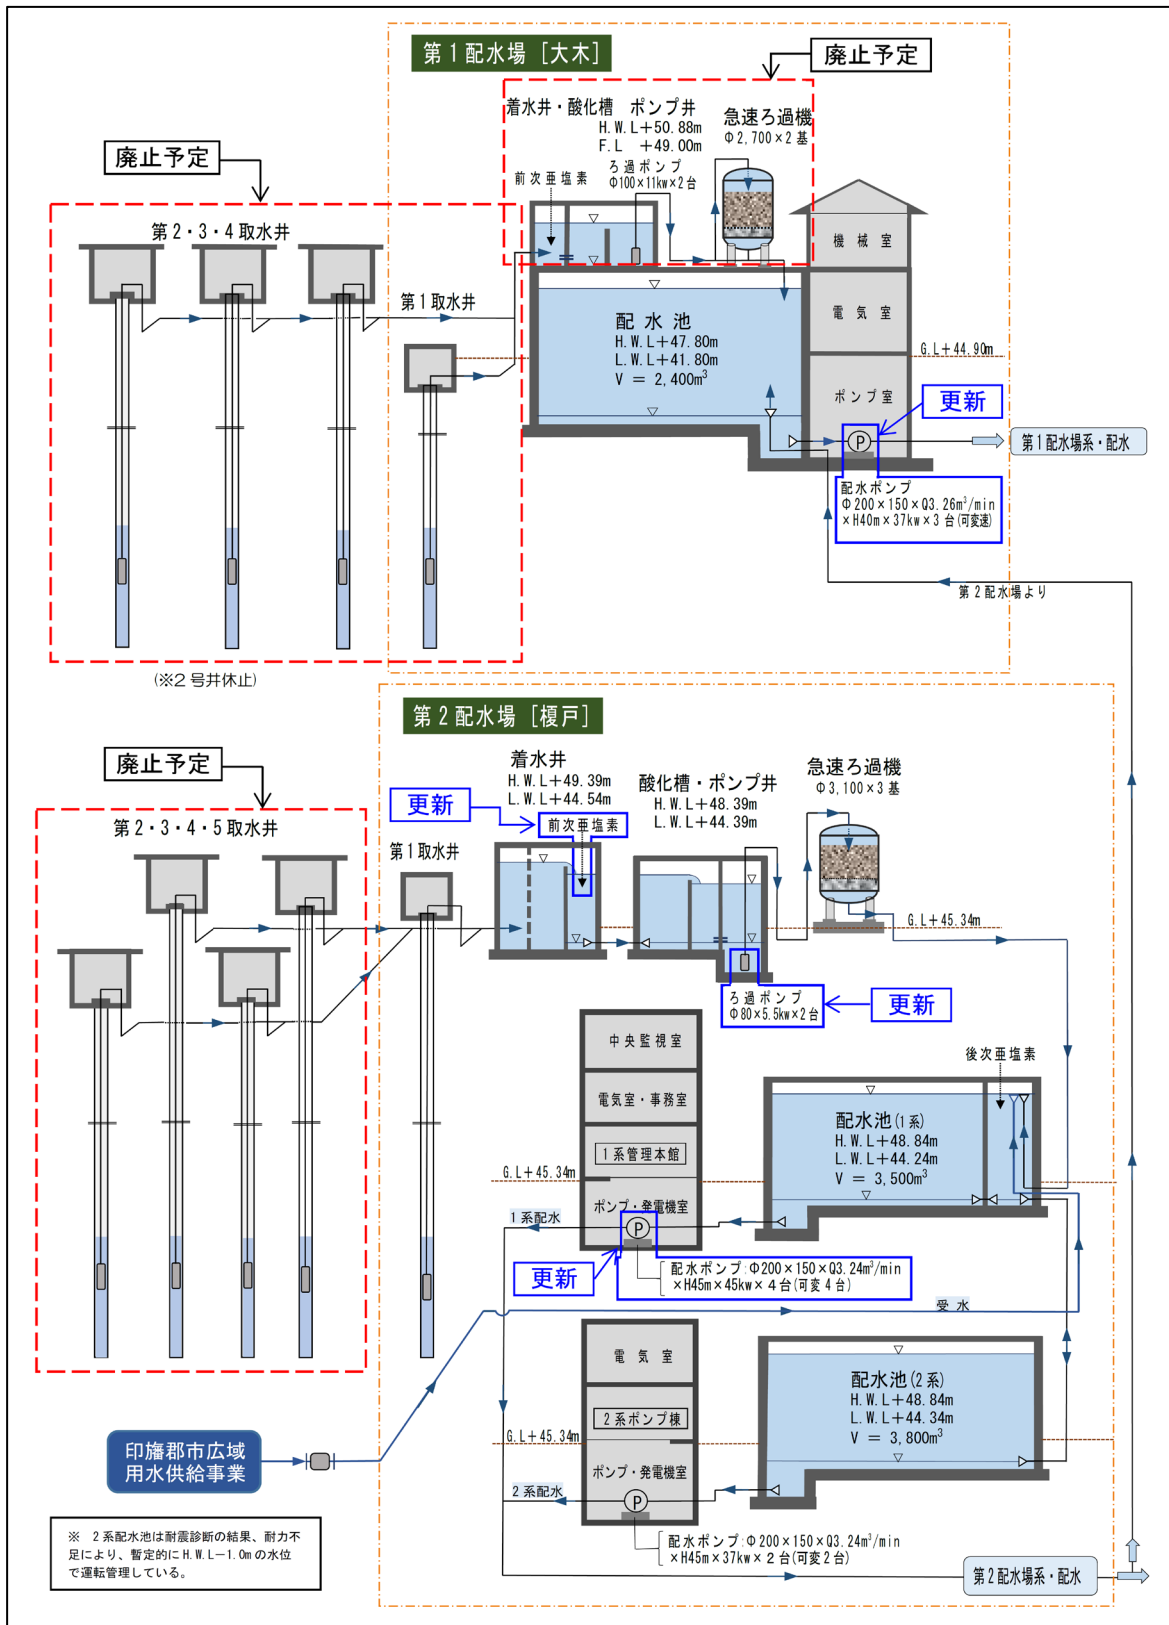 第1配水場［大木］
廃止予定
着水井・酸化槽 ポンプ井
H.W.L+50.88m
F.L +49.00m
急速ろ過機
Φ2,700×2基
ろ過ポンプ
Φ100×11kw×2台
前次亜塩素
廃止予定
第2・3・4取水井
第1取水井
機械室
電気室
ポンプ室
配水池
H.W.L+47.80m
L.W.L+41.80m
V = 2,400m³
G.L+44.90m
更新
P
第1配水場系・配水
配水ポンプ
Φ200×150×Q3.26m³/min
×H40m×37kw×3台(可変速)
第2配水場より
(※2号井休止)
第2配水場［榎戸］
廃止予定
第2・3・4・5取水井
第1取水井
着水井
H.W.L+49.39m
L.W.L+44.54m
更新
前次亜塩素
酸化槽・ポンプ井
H.W.L+48.39m
L.W.L+44.39m
急速ろ過機
Φ3,100×3基
G.L+45.34m
ろ過ポンプ
Φ80×5.5kw×2台
更新
中央監視室
電気室・事務室
1系管理本館
G.L+45.34m
ポンプ・発電機室
P
1系配水
更新
配水ポンプ:Φ200×150×Q3.24m³/min
×H45m×45kw×4台(可変4台)
後次亜塩素
配水池(1系)
H.W.L+48.84m
L.W.L+44.24m
V = 3,500m³
受水
電気室
2系ポンプ棟
G.L+45.34m
ポンプ・発電機室
P
2系配水
配水池(2系)
H.W.L+48.84m
L.W.L+44.34m
V = 3,800m³
配水ポンプ:Φ200×150×Q3.24m³/min
×H45m×37kw×2台(可変2台)
印旛郡市広域
用水供給事業
※ 2系配水池は耐震診断の結果、耐力不
足により、暫定的にH.W.L−1.0mの水位
で運転管理している。
第2配水場系・配水